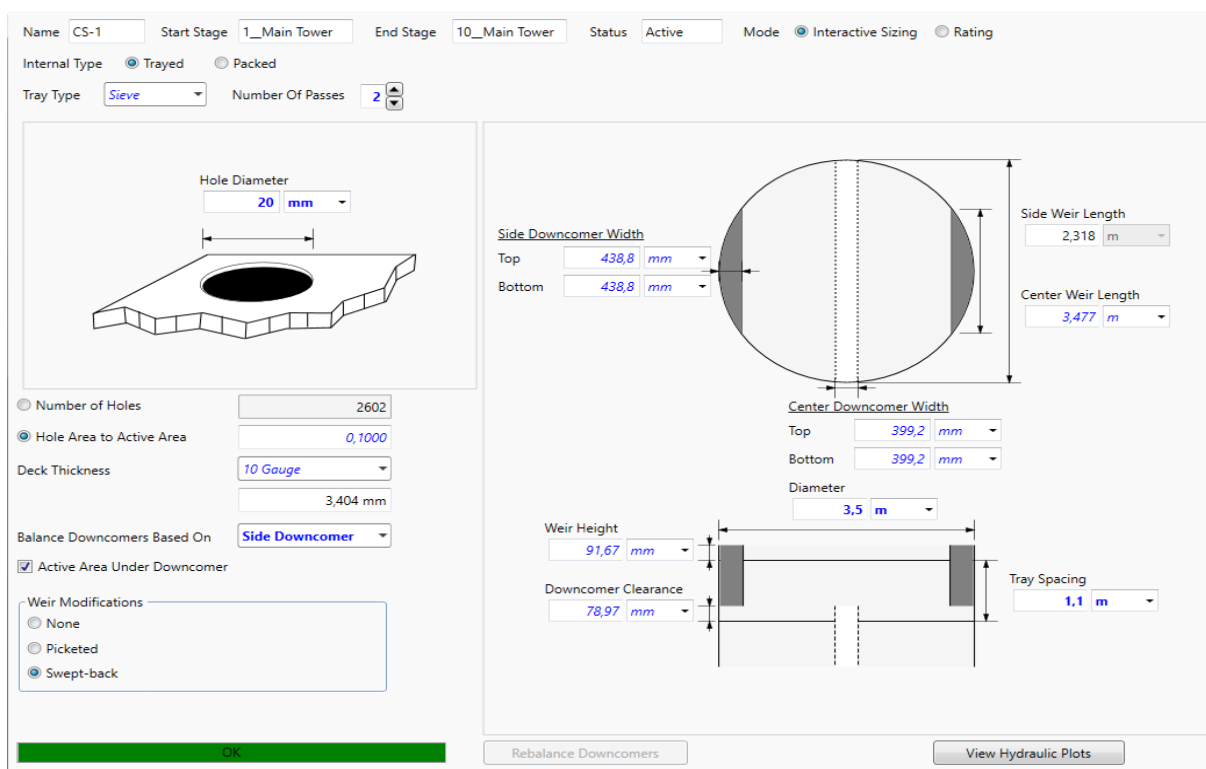 Name CS-1 Start Stage 1__Main Tower End Stage 10__Main Tower Status Active Mode Interactive Sizing Rating
Internal Type Trayed Packed
Tray Type Sieve Number Of Passes 2
Hole Diameter
20 mm
Number of Holes 2602
Hole Area to Active Area 0,1000
Deck Thickness 10 Gauge
3,404 mm
Balance Downcomers Based On Side Downcomer
Active Area Under Downcomer
Weir Modifications
None
Picketed
Swept-back
OK
Side Downcomer Width
Top 438,8 mm
Bottom 438,8 mm
Side Weir Length
2,318 m
Center Weir Length
3,477 m
Center Downcomer Width
Top 399,2 mm
Bottom 399,2 mm
Diameter
3,5 m
Weir Height
91,67 mm
Downcomer Clearance
78,97 mm
Tray Spacing
1,1 m
Rebalance Downcomers View Hydraulic Plots